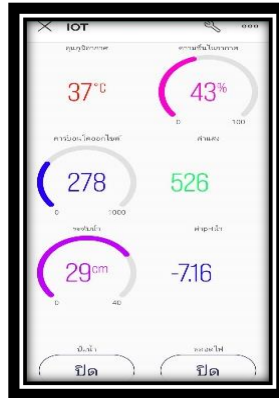 IOT
อุณหภูมิอากาศ ความชื้นในอากาศ
37°C 43%
0 100
คาร์บอนไดออกไซด์ ค่าแสง
278 526
0 1000
ระดับน้ำ ค่าphน้ำ
29cm -7.16
0 40
ปั๊มน้ำ หลอดไฟ
ปิด ปิด